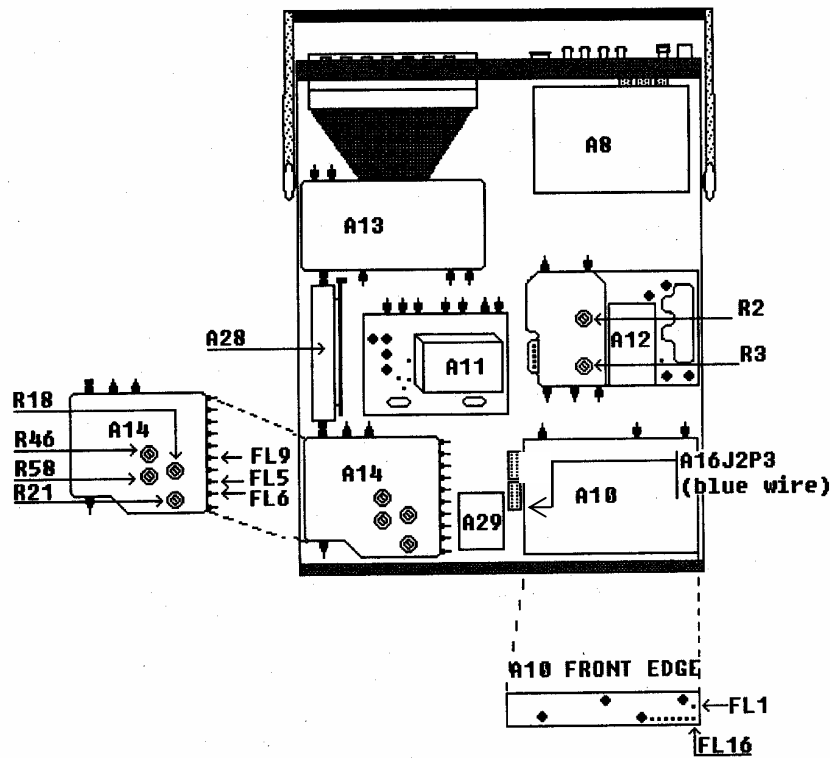 A8
A13
R2
A28
A12
A11
R3
R18
A14
R46
FL9
A14
A16J2P3
R58
FL5
A10
(blue wire)
R21
FL6
A29
A10 FRONT EDGE
FL1
FL16